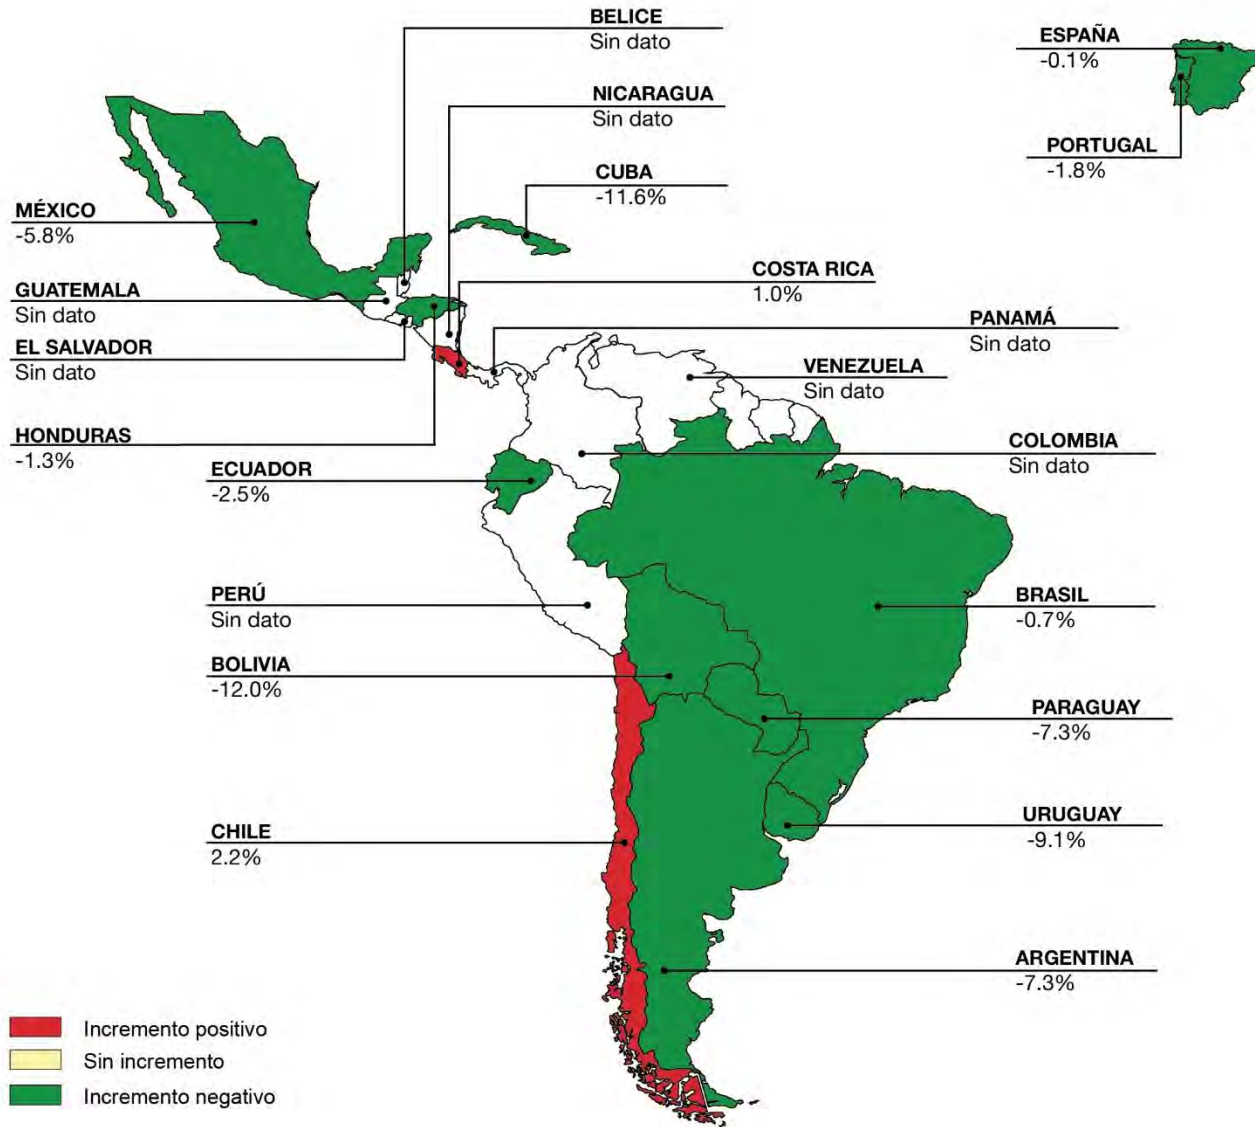 BELICE
Sin dato
ESPAÑA
-0.1%
NICARAGUA
Sin dato
PORTUGAL
-1.8%
CUBA
-11.6%
MÉXICO
-5.8%
COSTA RICA
1.0%
GUATEMALA
Sin dato
PANAMÁ
Sin dato
EL SALVADOR
Sin dato
VENEZUELA
Sin dato
HONDURAS
-1.3%
COLOMBIA
Sin dato
ECUADOR
-2.5%
PERÚ
Sin dato
BRASIL
-0.7%
BOLIVIA
-12.0%
PARAGUAY
-7.3%
CHILE
2.2%
URUGUAY
-9.1%
ARGENTINA
-7.3%
Incremento positivo
Sin incremento
Incremento negativo